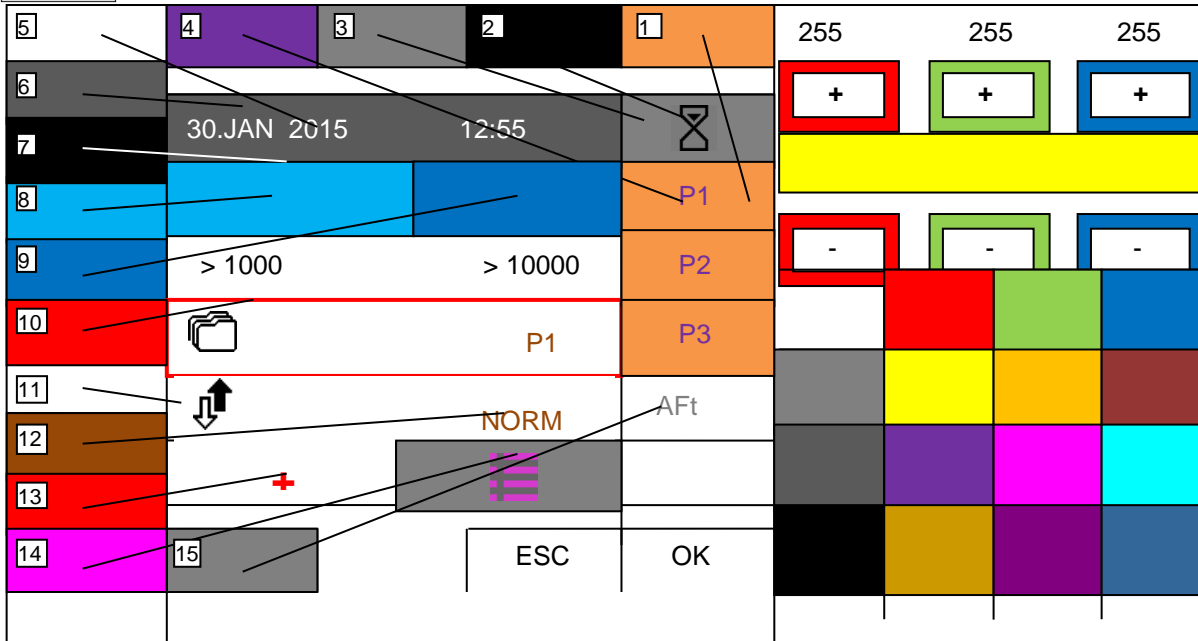 5 4 3 2 1 255 255 255
6 + + +
30.JAN 2015 12:55
7
8 P1
9 > 1000 > 10000 P2 - - -
10 P1 P3
11 AFt
12 NORM
13 +
14 15 ESC OK